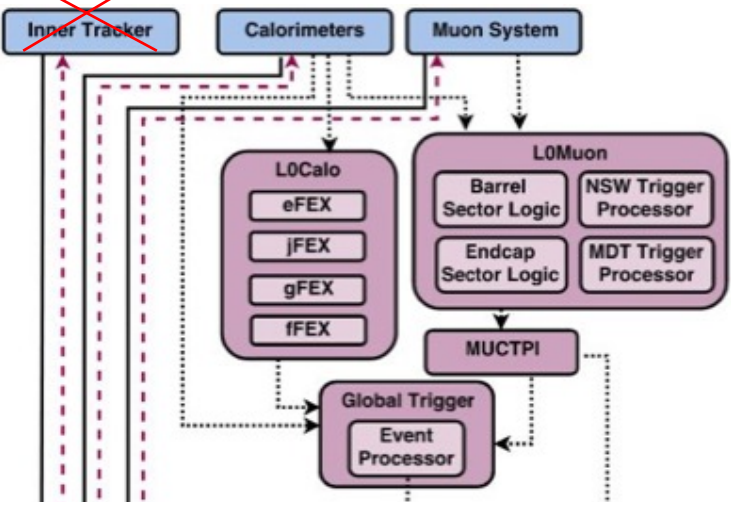 Inner Tracker
Calorimeters
Muon System
L0Calo
eFEX
jFEX
gFEX
fFEX
L0Muon
Barrel
Sector Logic
NSW Trigger
Processor
Endcap
Sector Logic
MDT Trigger
Processor
MUCTPI
Global Trigger
Event
Processor